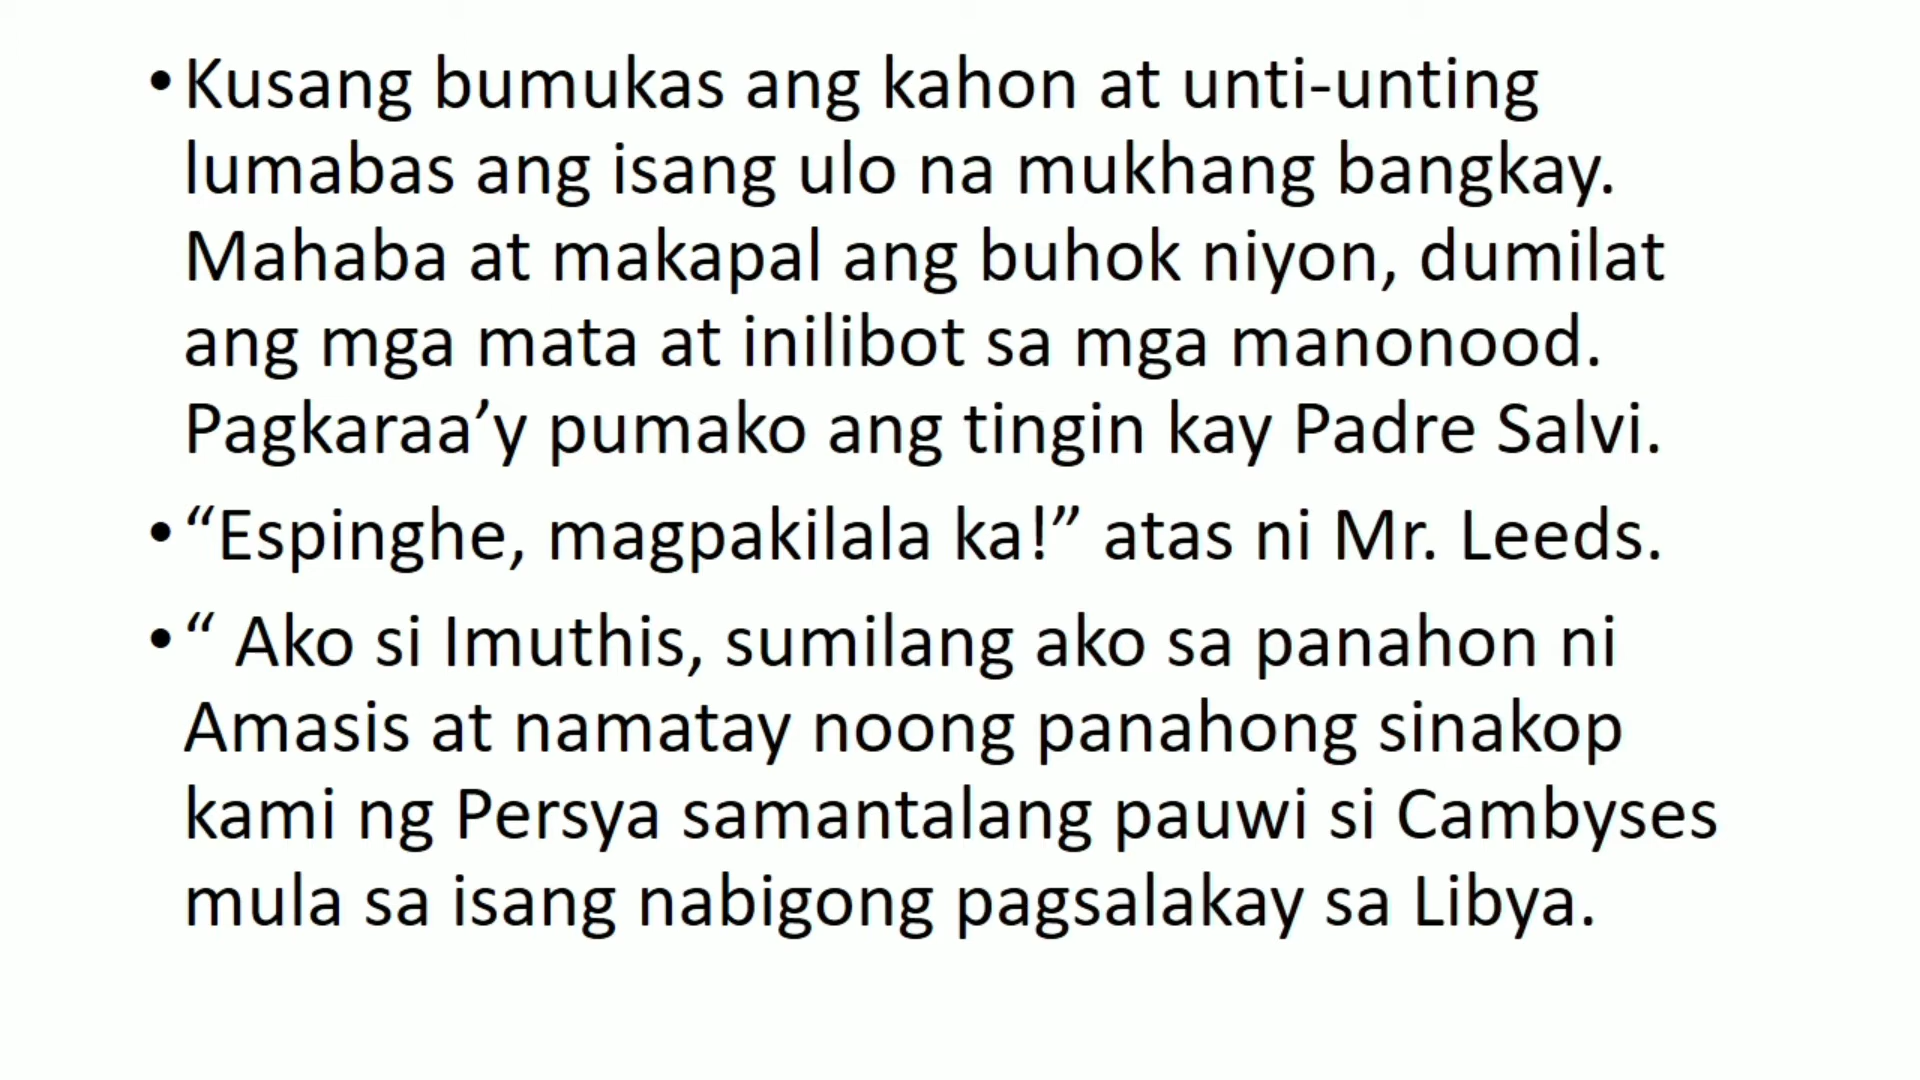 • Kusang bumukas ang kahon at unti-unting
lumabas ang isang ulo na mukhang bangkay.
Mahaba at makapal ang buhok niyon, dumilat
ang mga mata at inilibot sa mga manonood.
Pagkaraa’y pumako ang tingin kay Padre Salvi.
• “Espinghe, magpakilala ka!” atas ni Mr. Leeds.
• “ Ako si Imuthis, sumilang ako sa panahon ni
Amasis at namatay noong panahong sinakop
kami ng Persya samantalang pauwi si Cambyses
mula sa isang nabigong pagsalakay sa Libya.